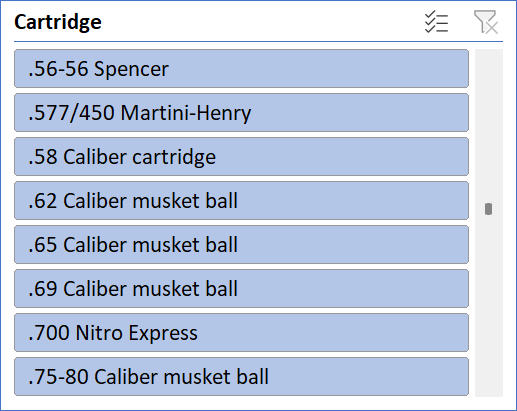 Cartridge
.56-56 Spencer
.577/450 Martini-Henry
.58 Caliber cartridge
.62 Caliber musket ball
.65 Caliber musket ball
.69 Caliber musket ball
.700 Nitro Express
.75-80 Caliber musket ball